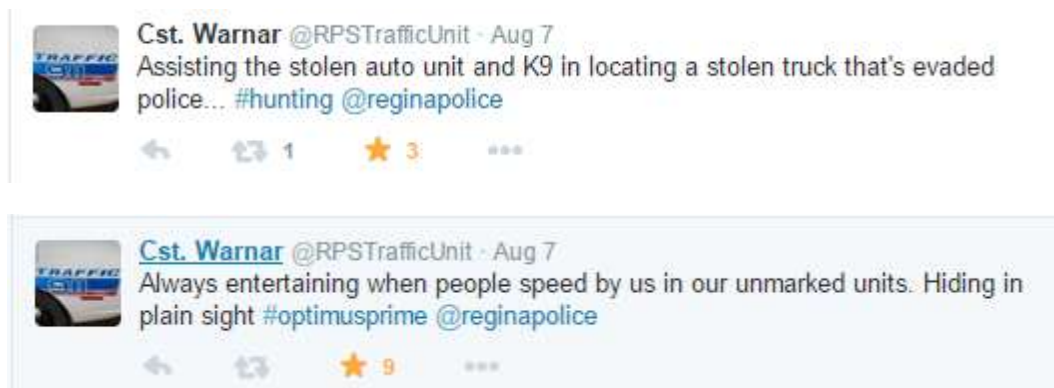 Cst. Warnar @RPSTrafficUnit · Aug 7
Assisting the stolen auto unit and K9 in locating a stolen truck that's evaded
police... #hunting @reginapolice
1 3
Cst. Warnar @RPSTrafficUnit · Aug 7
Always entertaining when people speed by us in our unmarked units. Hiding in
plain sight #optimusprime @reginapolice
9